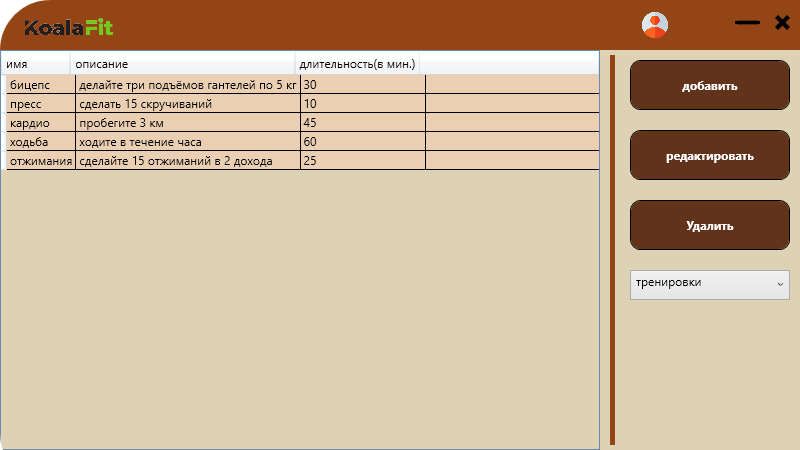 KoalaFit
имя описание длительность(в мин.)
бицепс делайте три подъёмов гантелей по 5 кг 30
пресс сделать 15 скручиваний 10
кардио пробегите 3 км 45
ходьба ходите в течение часа 60
отжимания сделайте 15 отжиманий в 2 дохода 25
добавить
редактировать
Удалить
тренировки